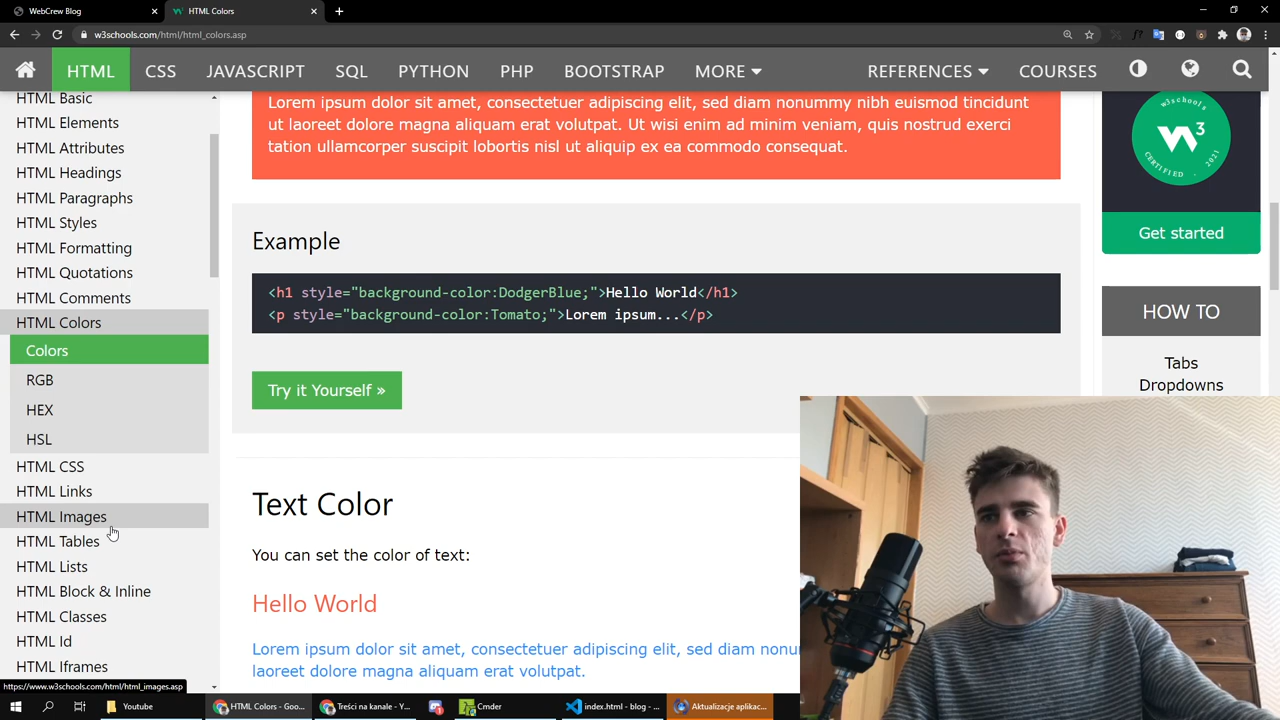 WebCrew Blog
HTML Colors
w3schools.com/html/html_colors.asp
HTML CSS JAVASCRIPT SQL PYTHON PHP BOOTSTRAP MORE REFERENCES COURSES
HTML Basic
HTML Elements
HTML Attributes
HTML Headings
HTML Paragraphs
HTML Styles
HTML Formatting
HTML Quotations
HTML Comments
HTML Colors
Colors
RGB
HEX
HSL
HTML CSS
HTML Links
HTML Images
HTML Tables
HTML Lists
HTML Block & Inline
HTML Classes
HTML Id
HTML Iframes
https://www.w3schools.com/html/html_images.asp
Lorem ipsum dolor sit amet, consectetuer adipiscing elit, sed diam nonummy nibh euismod tincidunt
ut laoreet dolore magna aliquam erat volutpat. Ut wisi enim ad minim veniam, quis nostrud exerci
tation ullamcorper suscipit lobortis nisl ut aliquip ex ea commodo consequat.
Example
<h1 style="background-color:DodgerBlue;">Hello World</h1>
<p style="background-color:Tomato;">Lorem ipsum...</p>
Try it Yourself »
Text Color
You can set the color of text:
Hello World
Lorem ipsum dolor sit amet, consectetuer adipiscing elit, sed diam nonu
laoreet dolore magna aliquam erat volutpat.
w3schools
W3
CERTIFIED . 2021
Get started
HOW TO
Tabs
Dropdowns
Youtube
HTML Colors - Goo...
Treści na kanale - Y...
Cmder
index.html - blog - ...
Aktualizacje aplikac...